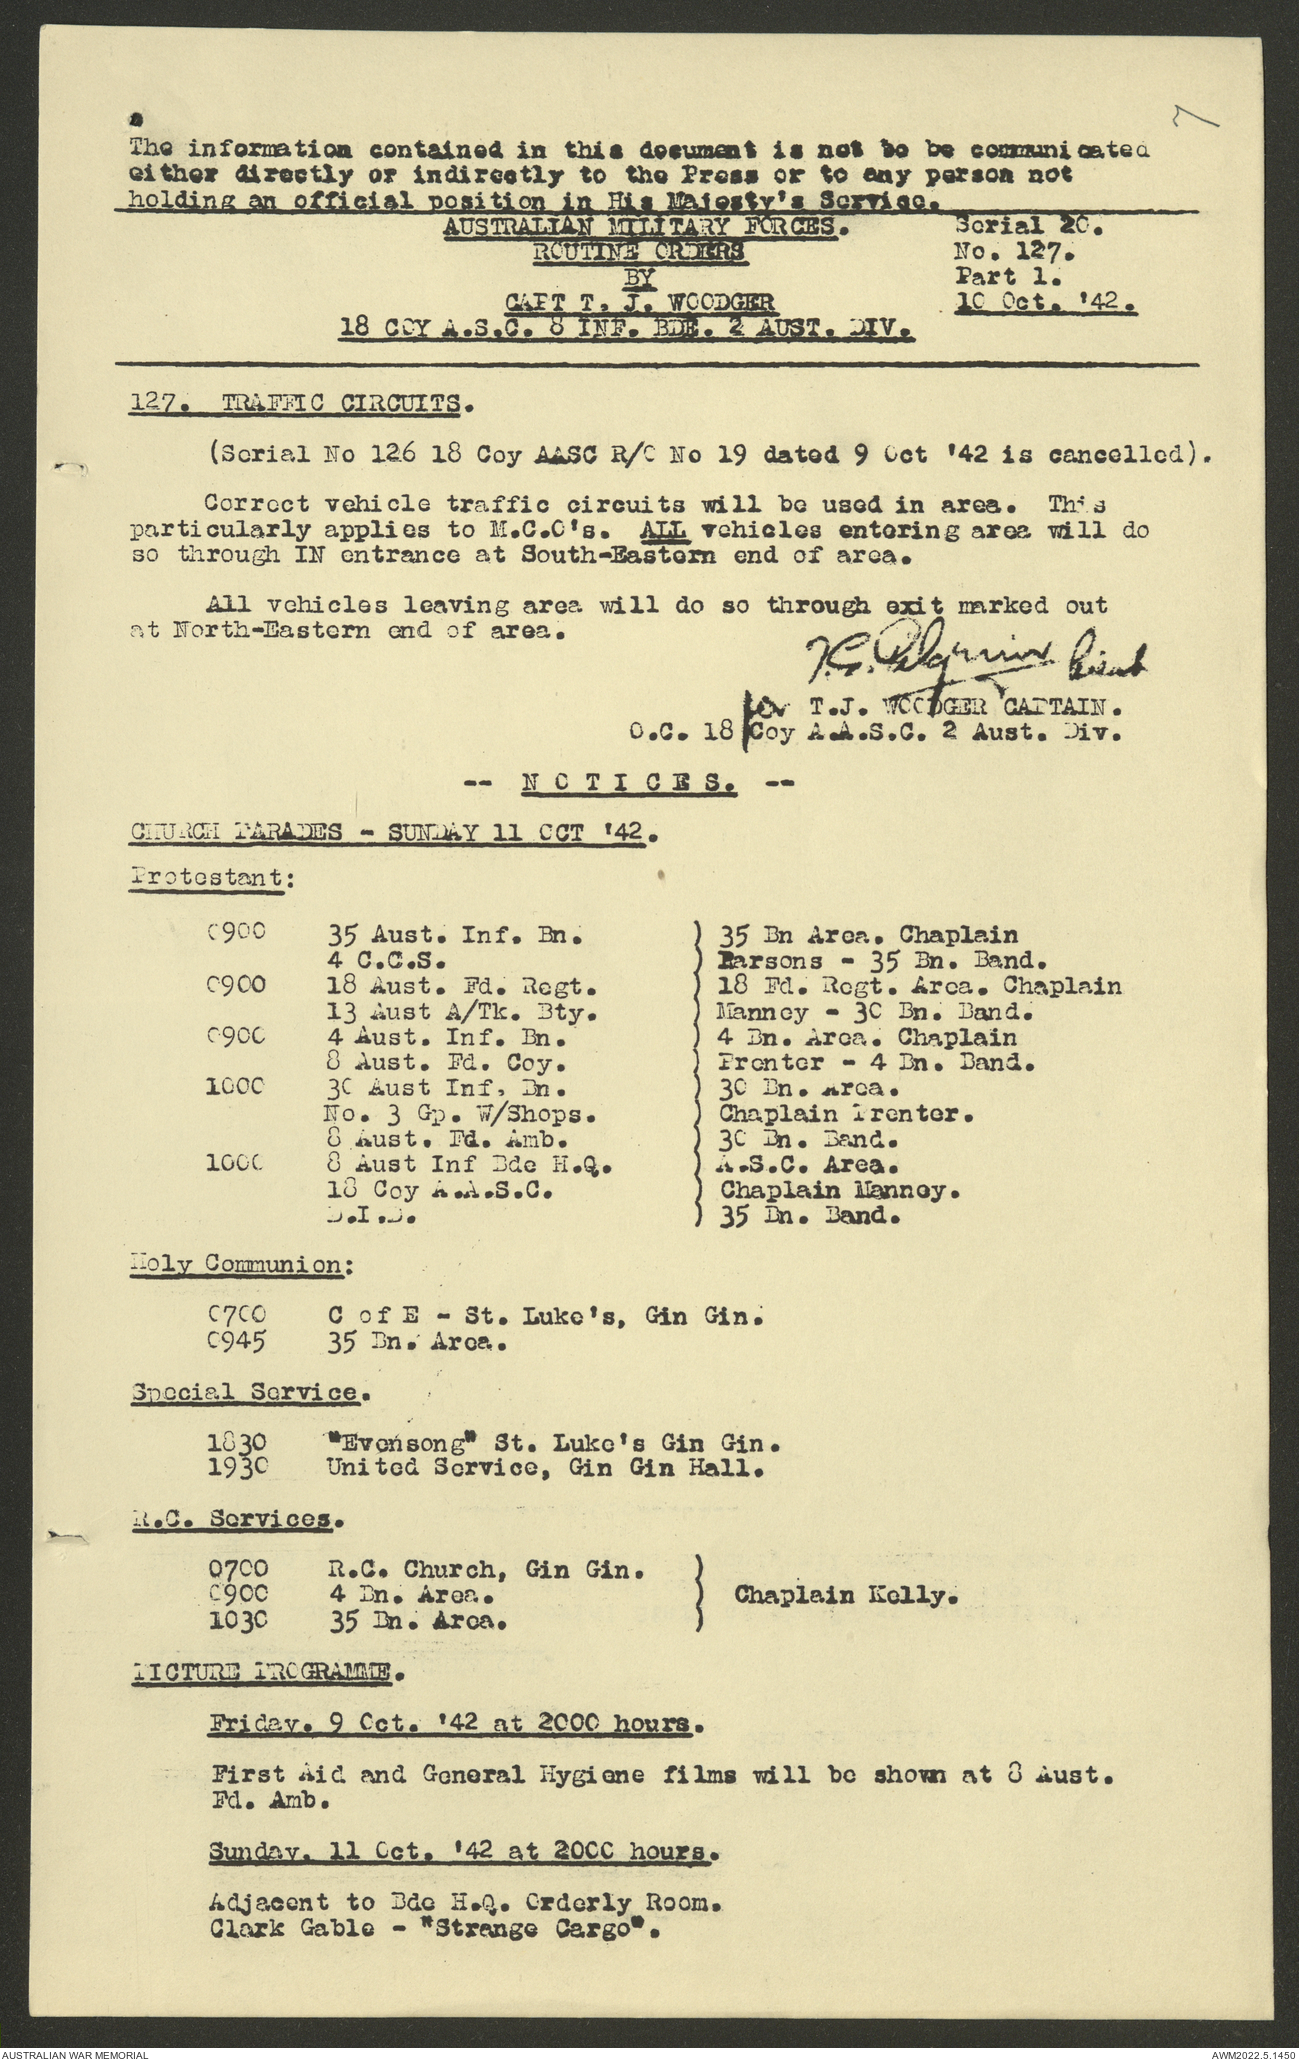 7
The information contained in this document is not to be communicated
either directly or indirectly to the Press or to any person not
holding an official position in His Majesty's Service.
AUSTRALIAN MILITARY FORCES. Serial 20.
ROUTINE ORDERS No. 127.
BY Part 1.
CAPT T. J. WOODGER 10 Oct. '42.
18 COY A.S.C. 8 INF. BDE. 2 AUST. DIV.
127. TRAFFIC CIRCUITS.
(Serial No 126 18 Coy AASC R/O No 19 dated 9 Oct '42 is cancelled).
Correct vehicle traffic circuits will be used in area. This
particularly applies to M.C.O's. ALL vehicles entering area will do
so through IN entrance at South-Eastern end of area.
All vehicles leaving area will do so through exit marked out
at North-Eastern end of area.
Lieut
for T.J. WOODGER CAPTAIN.
O.C. 18 Coy A.A.S.C. 2 Aust. Div.
-- N O T I C E S. --
CHURCH PARADES - SUNDAY 11 OCT '42.
Protestant:
0900 35 Aust. Inf. Bn. } 35 Bn Area. Chaplain
4 C.C.S. } Parsons - 35 Bn. Band.
0900 18 Aust. Fd. Regt. } 18 Fd. Regt. Area. Chaplain
13 Aust A/Tk. Bty. } Manney - 30 Bn. Band.
0900 4 Aust. Inf. Bn. } 4 Bn. Area. Chaplain
8 Aust. Fd. Coy. } Prenter - 4 Bn. Band.
1000 30 Aust Inf. Bn. } 30 Bn. Area.
No. 3 Gp. W/Shops. } Chaplain Prenter.
8 Aust. Fd. Amb. } 30 Bn. Band.
1000 8 Aust Inf Bde H.Q. } A.S.C. Area.
18 Coy A.A.S.C. } Chaplain Manney.
D.I.D. } 35 Bn. Band.
Holy Communion:
0700 C of E - St. Luke's, Gin Gin.
0945 35 Bn. Area.
Special Service.
1830 "Evensong" St. Luke's Gin Gin.
1930 United Service, Gin Gin Hall.
R.C. Services.
0700 R.C. Church, Gin Gin. }
0900 4 Bn. Area. } Chaplain Kelly.
1030 35 Bn. Area. }
PICTURE PROGRAMME.
Friday. 9 Oct. '42 at 2000 hours.
First Aid and General Hygiene films will be shown at 8 Aust.
Fd. Amb.
Sunday. 11 Oct. '42 at 2000 hours.
Adjacent to Bde H.Q. Orderly Room.
Clark Gable - "Strange Cargo".
AUSTRALIAN WAR MEMORIAL AWM2022.5.1450